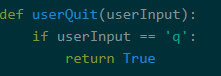 def userQuit(userInput):
    if userInput == 'q':
        return True